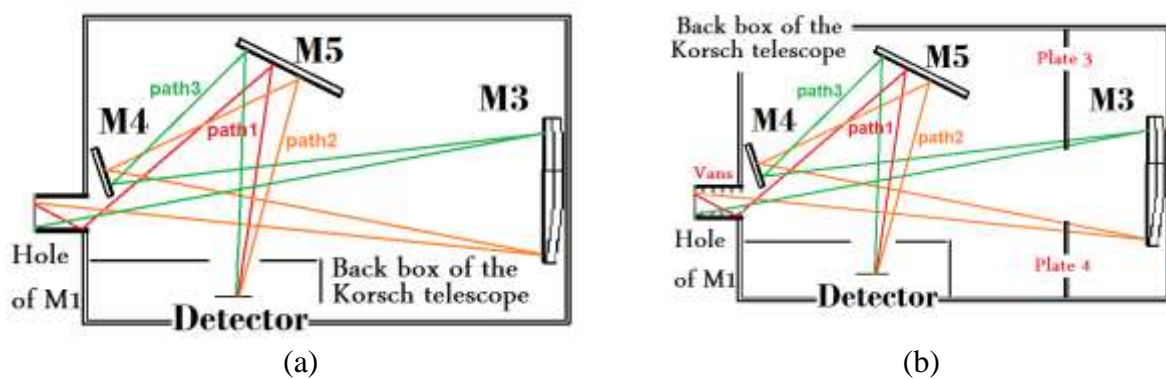 M5
path3
M4
path1
path2
M3
Hole
of M1
Back box of the
Korsch telescope
Detector
(a)
Back box of the
Korsch telescope
M5
Plate 3
path3
M4
path1
path2
M3
Vans
Hole
of M1
Plate 4
Detector
(b)